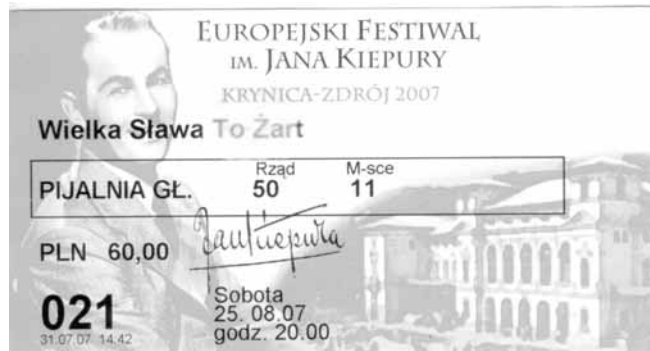 EUROPEJSKI FESTIWAL
IM. JANA KIEPURY
KRYNICA-ZDRÓJ 2007
Wielka Sława To Żart
Rząd M-sce
PIJALNIA GŁ. 50 11
PLN 60,00 Jan Kiepura
021
31.07.07 14.42
Sobota
25. 08.07
godz. 20.00